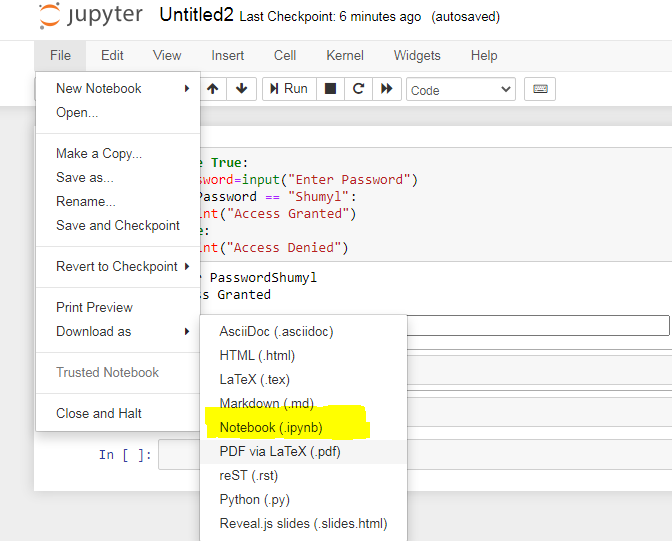 jupyter Untitled2 Last Checkpoint: 6 minutes ago (autosaved)
File Edit View Insert Cell Kernel Widgets Help
Run Code
New Notebook
Open...
Make a Copy...
Save as...
Rename...
Save and Checkpoint
Revert to Checkpoint
Print Preview
Download as
Trusted Notebook
Close and Halt
e True:
sword=input("Enter Password")
Password == "Shumyl":
int("Access Granted")
e:
int("Access Denied")
PasswordShumyl
ss Granted
AsciiDoc (.asciidoc)
HTML (.html)
LaTeX (.tex)
Markdown (.md)
Notebook (.ipynb)
PDF via LaTeX (.pdf)
reST (.rst)
Python (.py)
Reveal.js slides (.slides.html)
In [ ]: